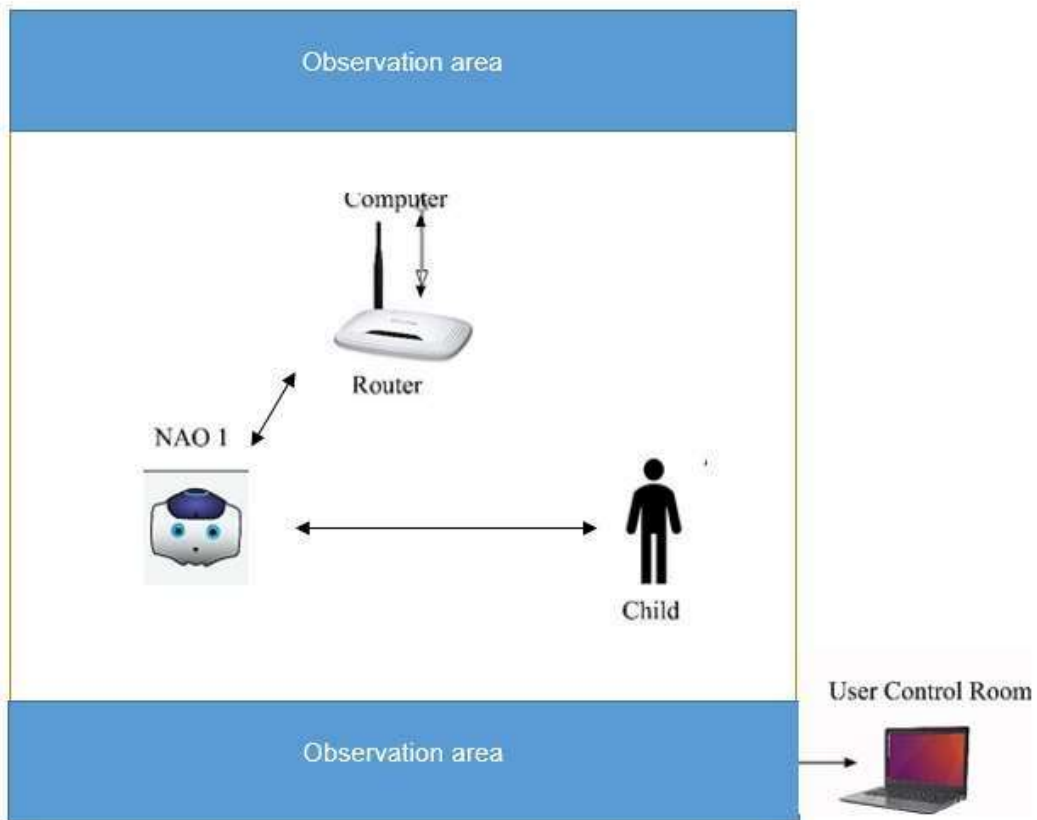 Observation area
Computer
Router
NAO 1
Child
User Control Room
Observation area